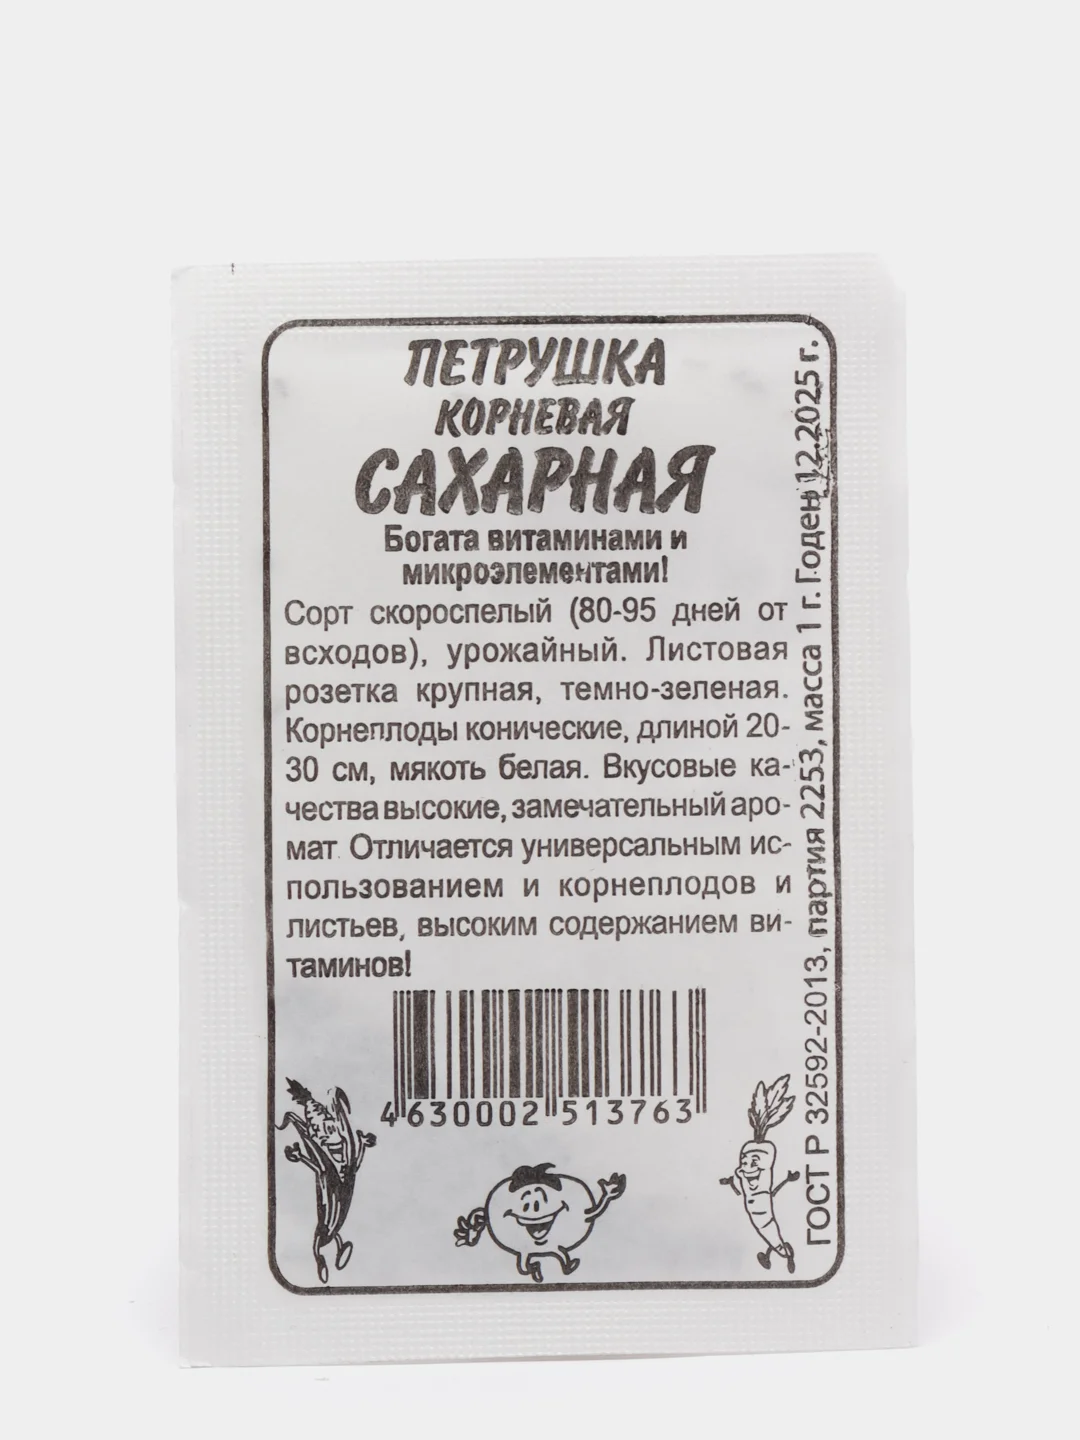 ПЕТРУШКА
КОРНЕВАЯ
САХАРНАЯ
Богата витаминами и
микроэлементами!
Сорт скороспелый (80-95 дней от
всходов), урожайный. Листовая
розетка крупная, темно-зеленая.
Корнеплоды конические, длиной 20-
30 см, мякоть белая. Вкусовые ка-
чества высокие, замечательный аро-
мат. Отличается универсальным ис-
пользованием и корнеплодов и
листьев, высоким содержанием ви-
таминов!
4 630002 513763
ГОСТ Р 32592-2013, партия 2253, масса 1 г. Годен 12.2025 г.